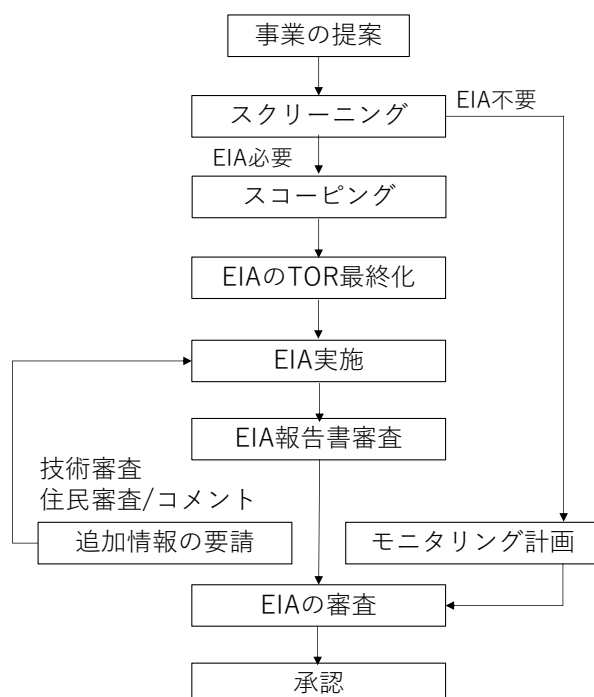 事業の提案
スクリーニング
EIA不要
EIA必要
スコーピング
EIAのTOR最終化
EIA実施
EIA報告書審査
技術審査
住民審査/コメント
追加情報の要請
モニタリング計画
EIAの審査
承認